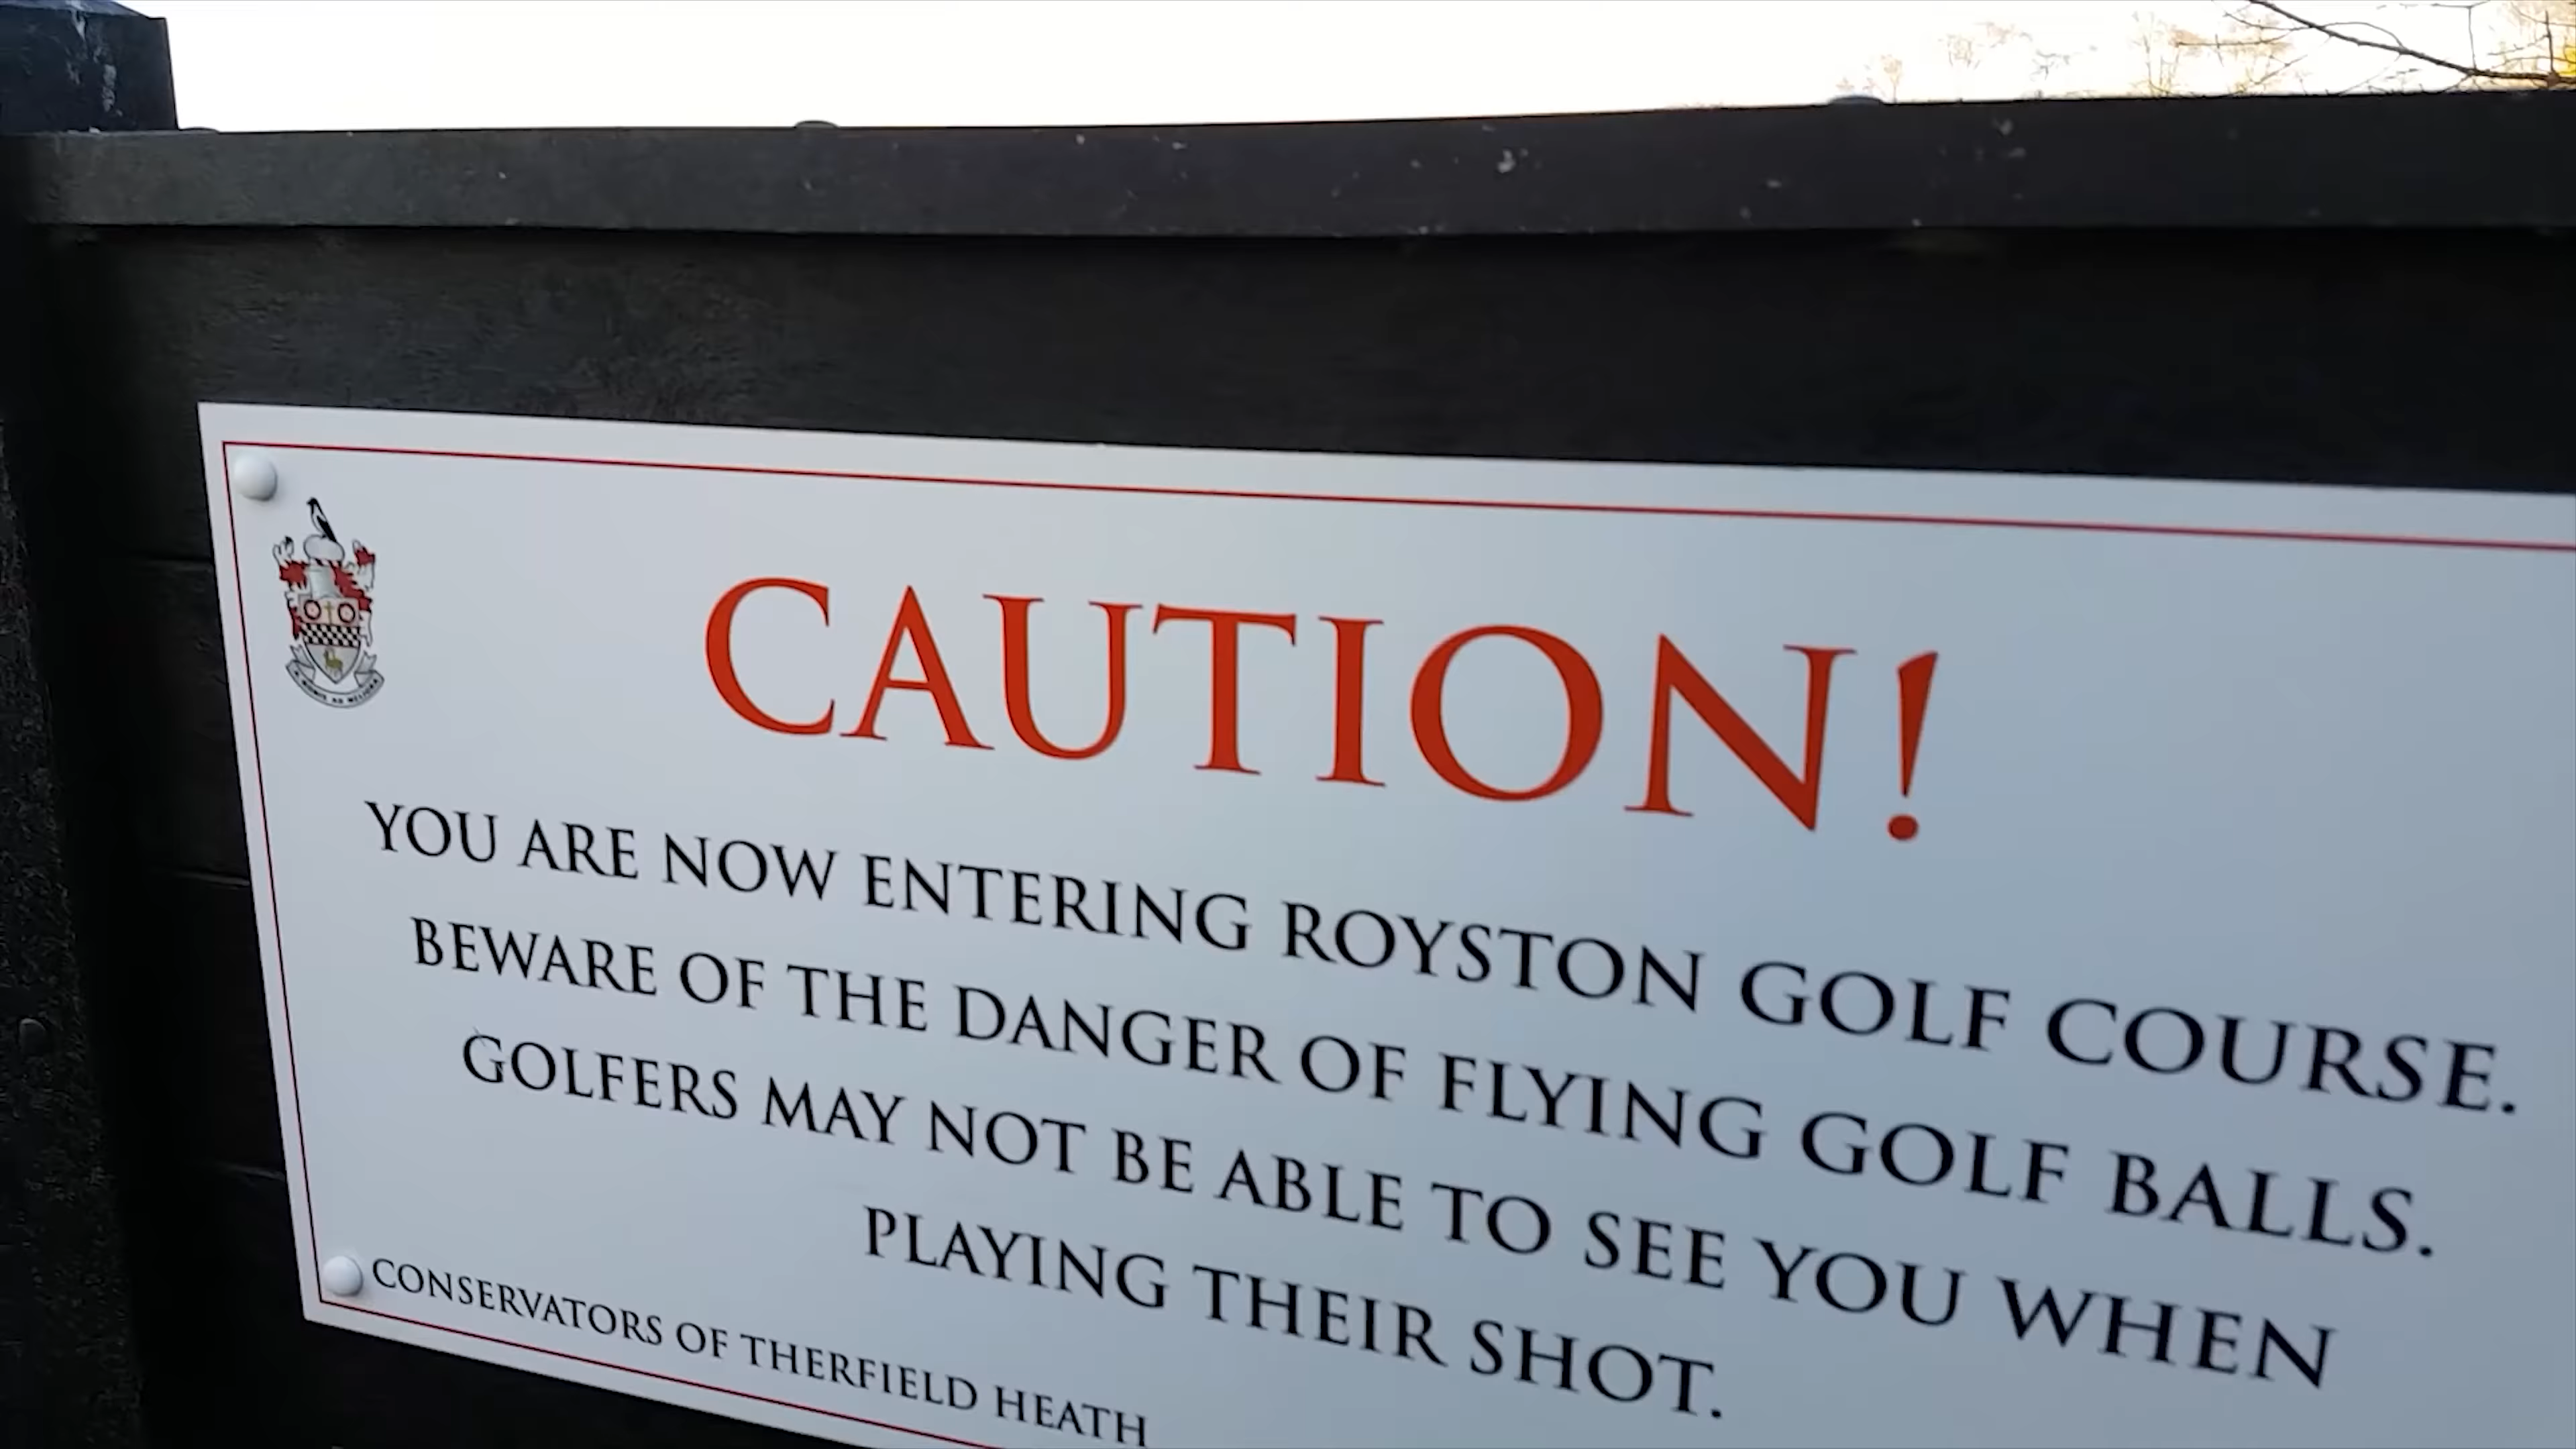 CAUTION!
YOU ARE NOW ENTERING ROYSTON GOLF COURSE.
BEWARE OF THE DANGER OF FLYING GOLF BALLS.
GOLFERS MAY NOT BE ABLE TO SEE YOU WHEN
PLAYING THEIR SHOT.
CONSERVATORS OF THERFIELD HEATH